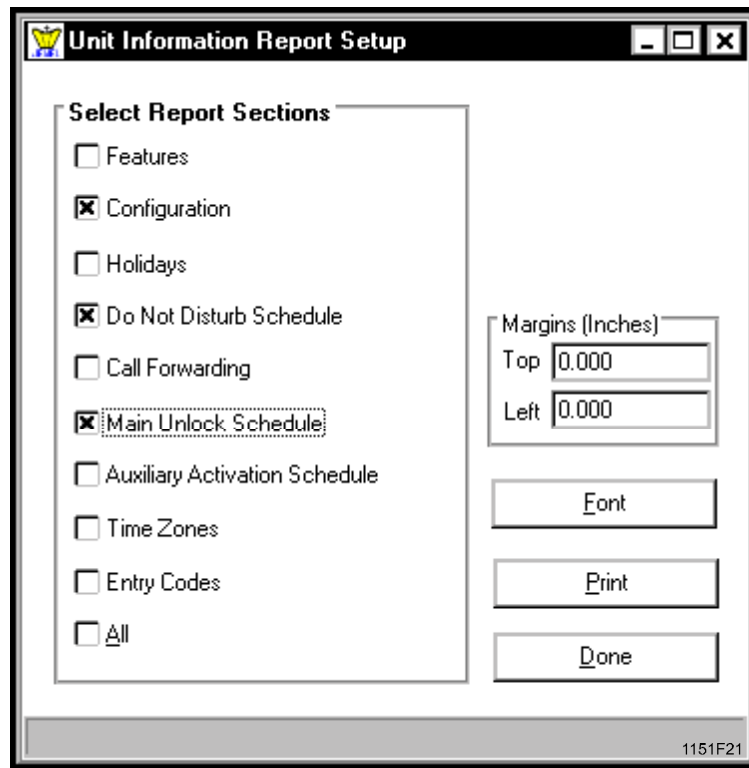 Unit Information Report Setup
Select Report Sections
Features
Configuration
Holidays
Do Not Disturb Schedule
Call Forwarding
Main Unlock Schedule
Auxiliary Activation Schedule
Time Zones
Entry Codes
All
Margins (Inches)
Top 0.000
Left 0.000
Font
Print
Done
1151F21